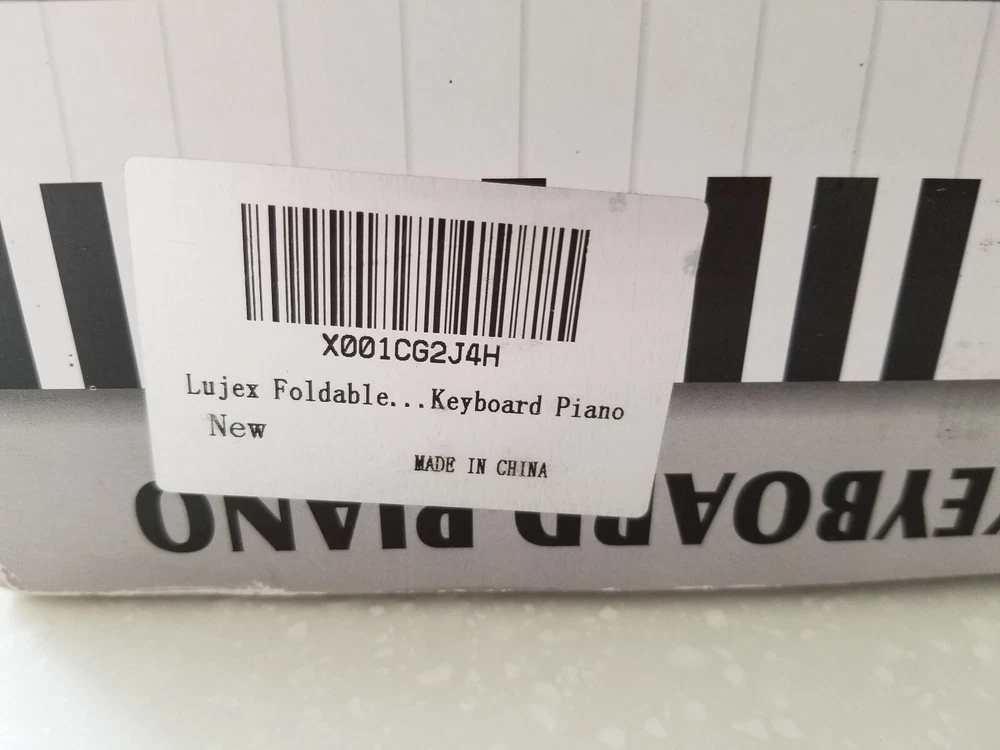 X001CG2J4H
Lujex Foldable...Keyboard Piano
New
MADE IN CHINA
KEYBOARD PIANO